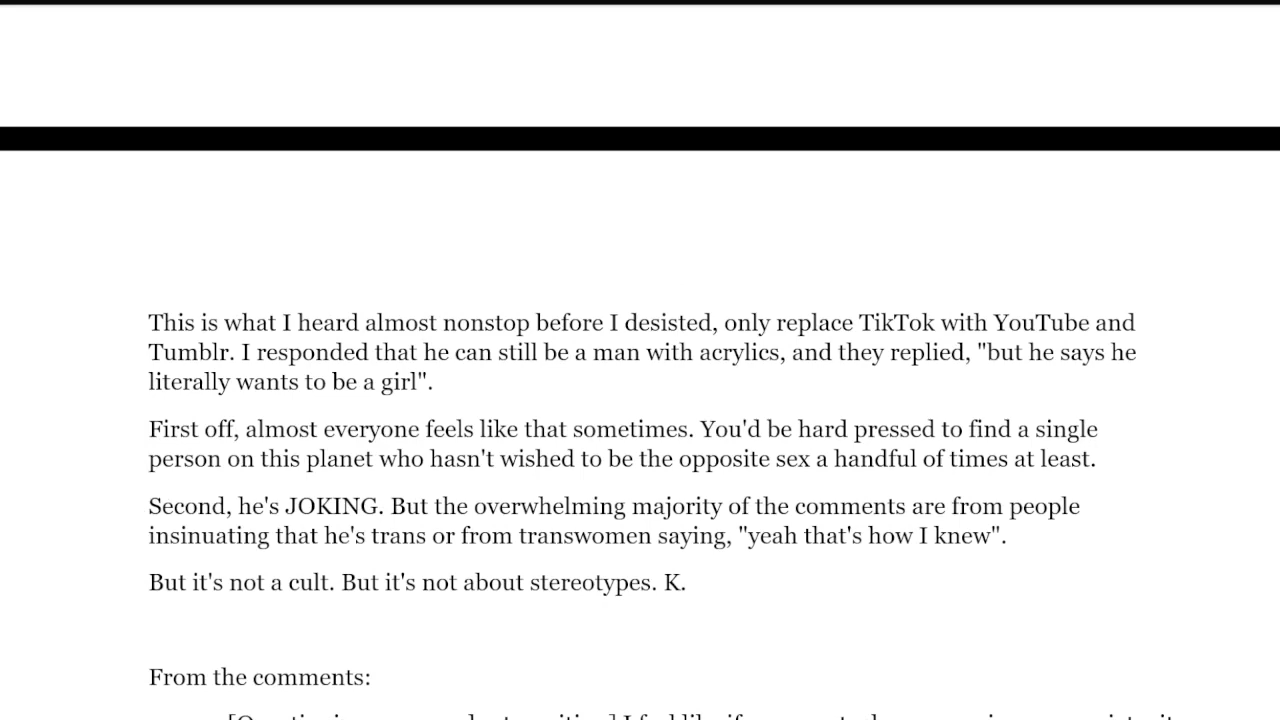 This is what I heard almost nonstop before I desisted, only replace TikTok with YouTube and
Tumblr. I responded that he can still be a man with acrylics, and they replied, "but he says he
literally wants to be a girl".
First off, almost everyone feels like that sometimes. You'd be hard pressed to find a single
person on this planet who hasn't wished to be the opposite sex a handful of times at least.
Second, he's JOKING. But the overwhelming majority of the comments are from people
insinuating that he's trans or from transwomen saying, "yeah that's how I knew".
But it's not a cult. But it's not about stereotypes. K.
From the comments: